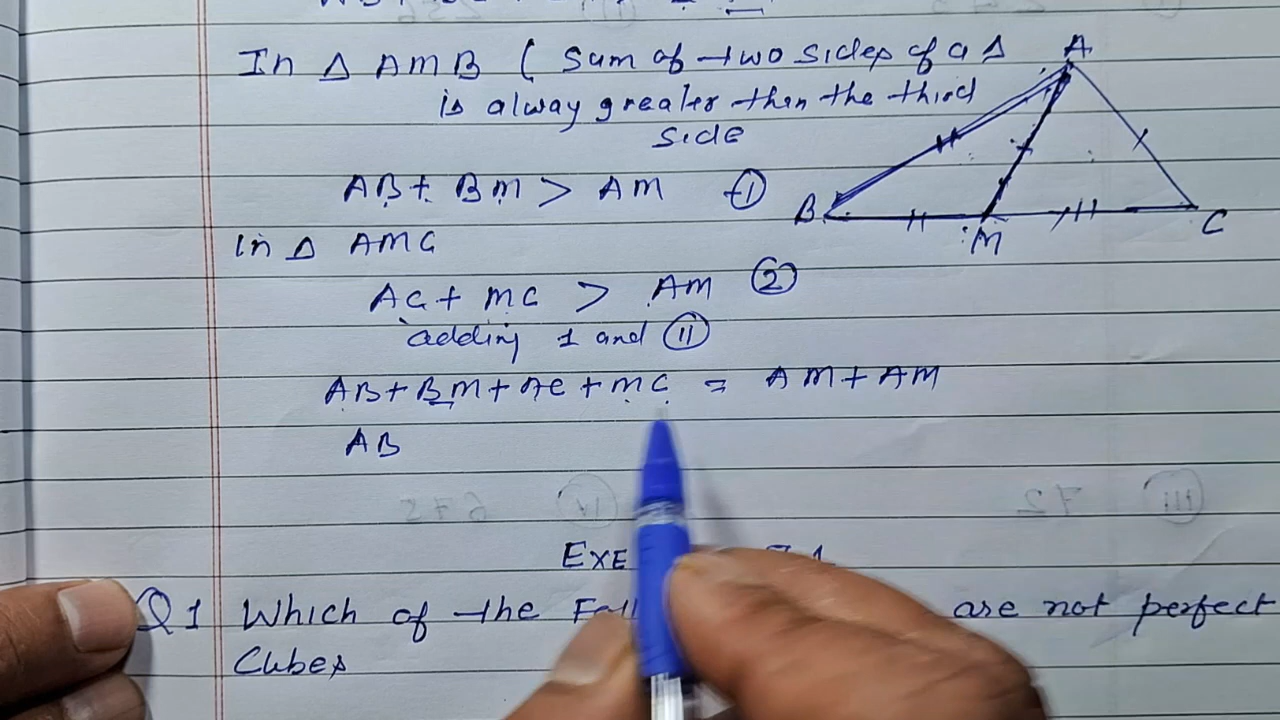 In Δ AMB ( Sum of two sides of a Δ
is alway greater then the third
side
AB + BM > AM -①
In Δ AMC
AC + MC > AM ②
adding 1 and ⑪
AB + BM + AC + MC = AM + AM
AB
A
B
M
C
Q1 Which of the are not perfect
Cubes